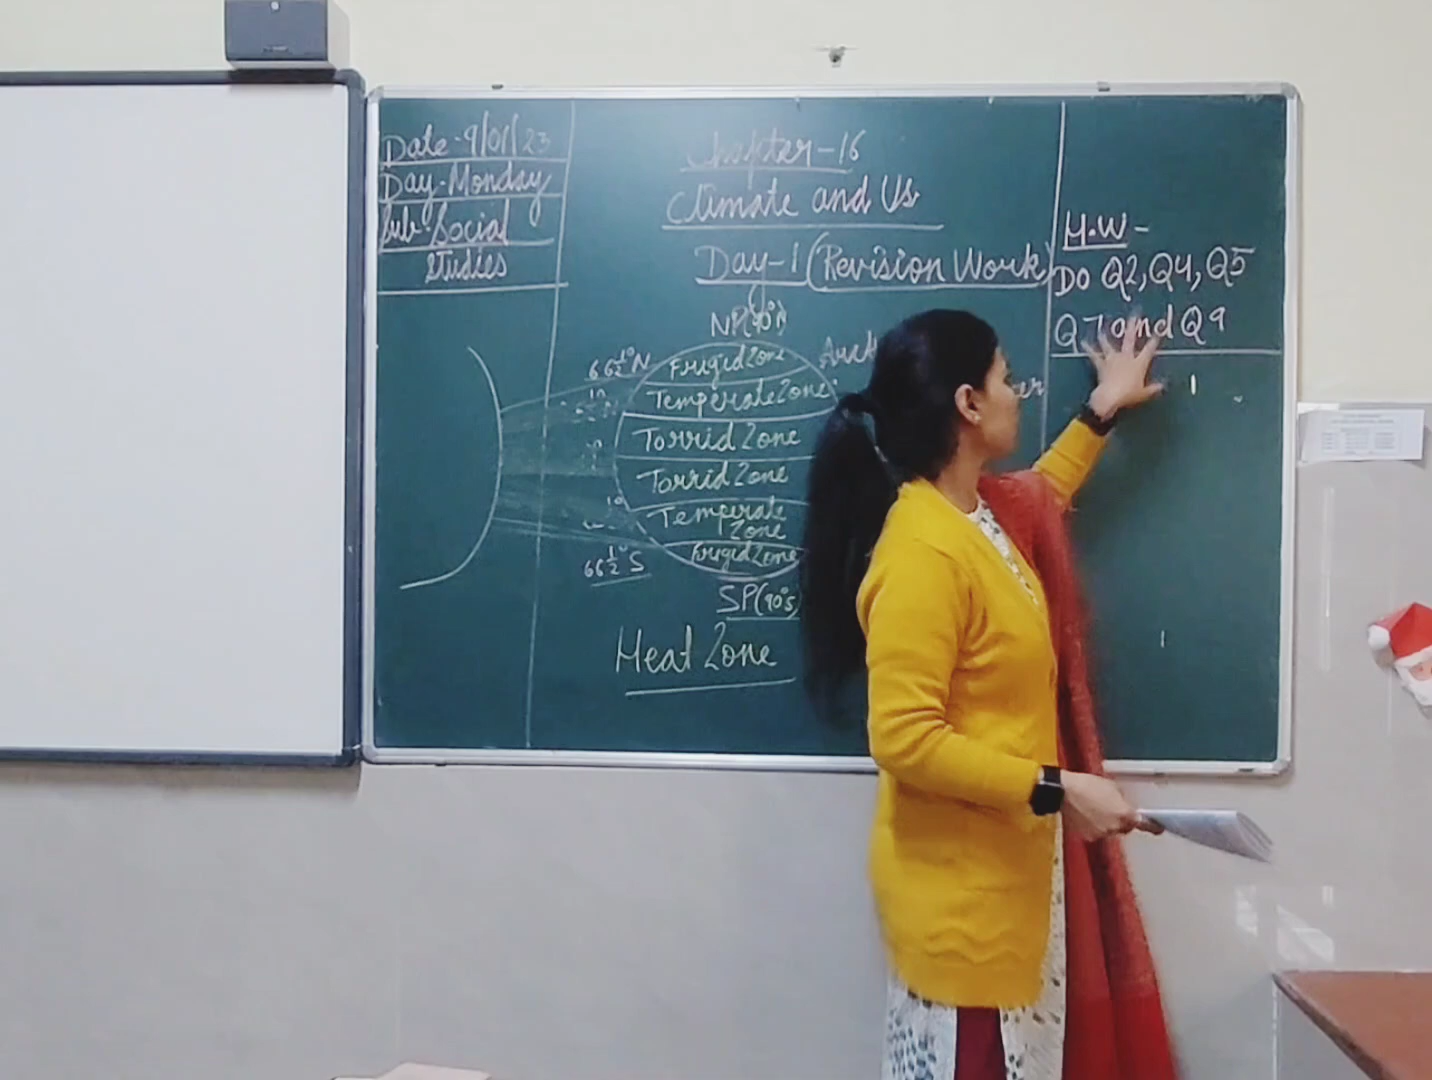 Date-9/01/23
Day-Monday
Sub-Social
Studies
Chapter-16
Climate and Us
Day-1 (Revision Work)
NP(90°N)
66½°N
Frigid Zone
Temperate Zone
Torrid Zone
Torrid Zone
Temperate
Zone
Frigid Zone
66½°S
SP(90°S)
Heat Zone
H.W-
Do Q2, Q4, Q5
Q7 and Q9